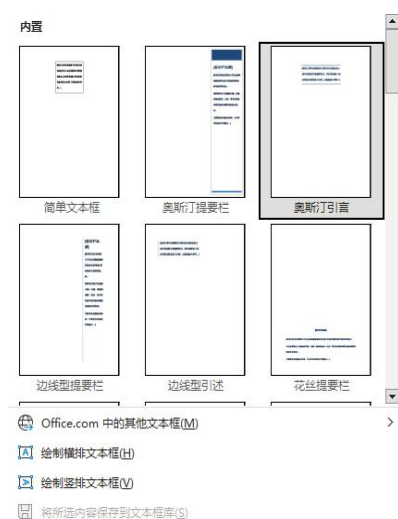 内置
简单文本框
奥斯汀提要栏
奥斯汀引言
边线型提要栏
边线型引述
花丝提要栏
Office.com 中的其他文本框(M)
绘制横排文本框(H)
绘制竖排文本框(V)
将所选内容保存到文本框库(S)